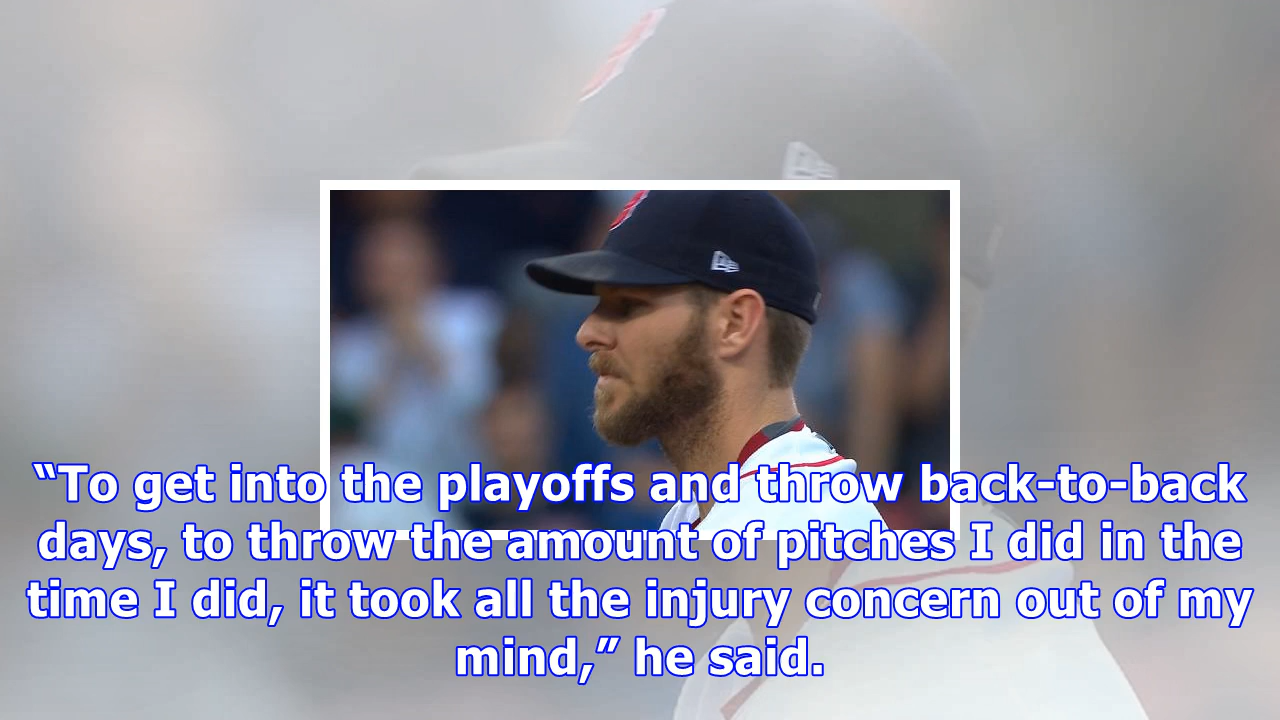 “To get into the playoffs and throw back-to-back
days, to throw the amount of pitches I did in the
time I did, it took all the injury concern out of my
mind,” he said.